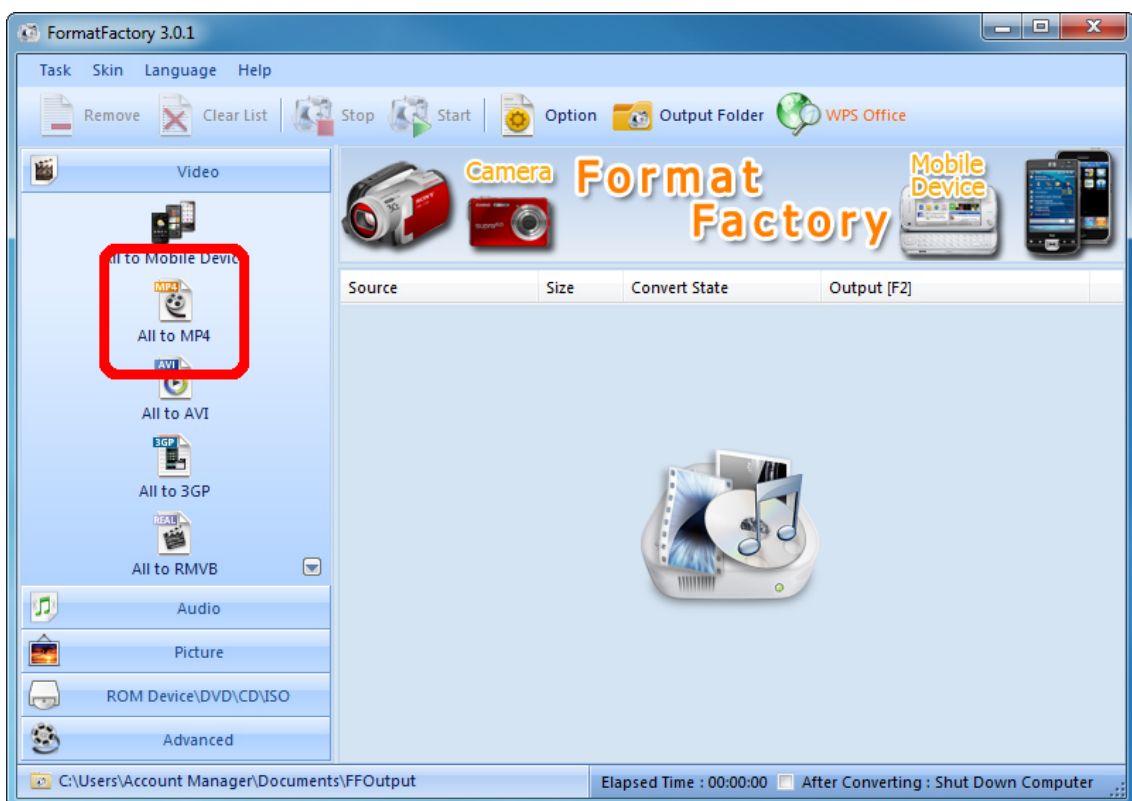 FormatFactory 3.0.1
Task Skin Language Help
Remove Clear List Stop Start Option Output Folder WPS Office
Video
All to Mobile Devic
MP4
All to MP4
AVI
All to AVI
3GP
All to 3GP
REAL
All to RMVB
Audio
Picture
ROM Device\DVD\CD\ISO
Advanced
Camera
Format
Factory
Mobile
Device
Source Size Convert State Output [F2]
C:\Users\Account Manager\Documents\FFOutput
Elapsed Time : 00:00:00 After Converting : Shut Down Computer